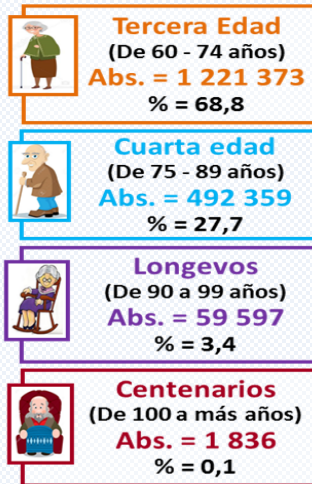 Tercera Edad
(De 60 - 74 años)
Abs. = 1 221 373
% = 68,8
Cuarta edad
(De 75 - 89 años)
Abs. = 492 359
% = 27,7
Longevos
(De 90 a 99 años)
Abs. = 59 597
% = 3,4
Centenarios
(De 100 a más años)
Abs. = 1 836
% = 0,1